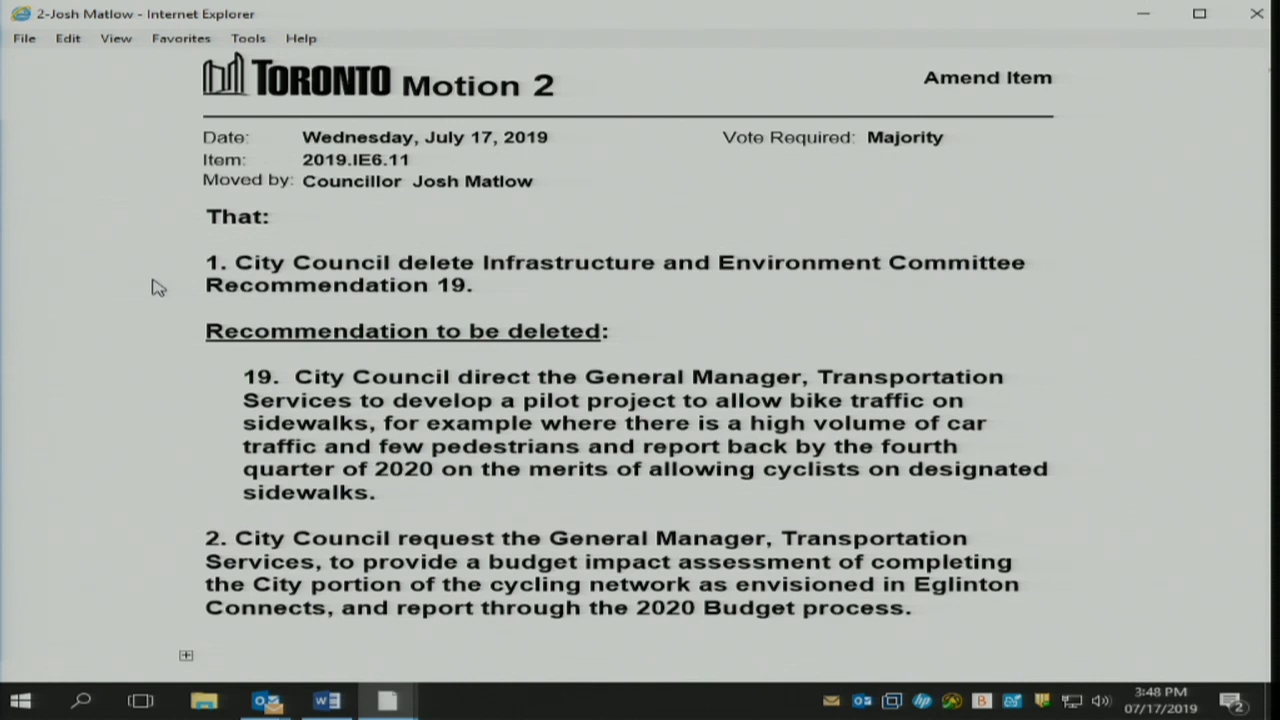 2-Josh Matlow - Internet Explorer
File Edit View Favorites Tools Help
TORONTO Motion 2
Amend Item
Date: Wednesday, July 17, 2019 Vote Required: Majority
Item: 2019.IE6.11
Moved by: Councillor Josh Matlow
That:
1. City Council delete Infrastructure and Environment Committee
Recommendation 19.
Recommendation to be deleted:
19. City Council direct the General Manager, Transportation
Services to develop a pilot project to allow bike traffic on
sidewalks, for example where there is a high volume of car
traffic and few pedestrians and report back by the fourth
quarter of 2020 on the merits of allowing cyclists on designated
sidewalks.
2. City Council request the General Manager, Transportation
Services, to provide a budget impact assessment of completing
the City portion of the cycling network as envisioned in Eglinton
Connects, and report through the 2020 Budget process.
3:48 PM
07/17/2019
2